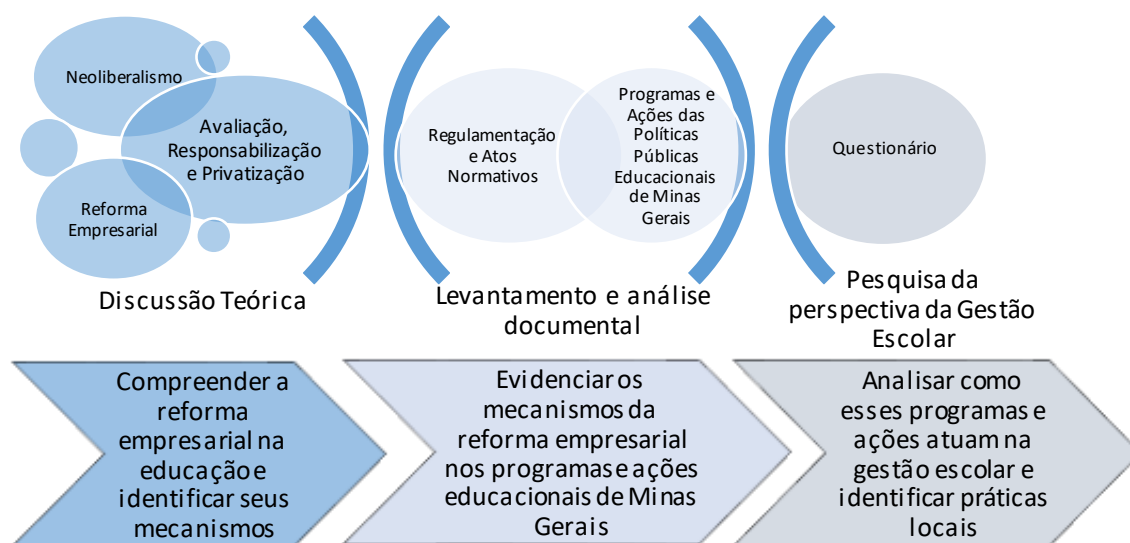 Neoliberalismo
Avaliação,
Responsabilização
e Privatização
Reforma
Empresarial
Regulamentação
e Atos
Normativos
Programas e
Ações das
Políticas
Públicas
Educacionais
de Minas
Gerais
Questionário
Discussão Teórica
Levantamento e análise
documental
Pesquisa da
perspectiva da Gestão
Escolar
Compreender a
reforma
empresarial na
educação e
identificar seus
mecanismos
Evidenciar os
mecanismos da
reforma empresarial
nos programas e ações
educacionais de Minas
Gerais
Analisar como
esses programas e
ações atuam na
gestão escolar e
identificar práticas
locais